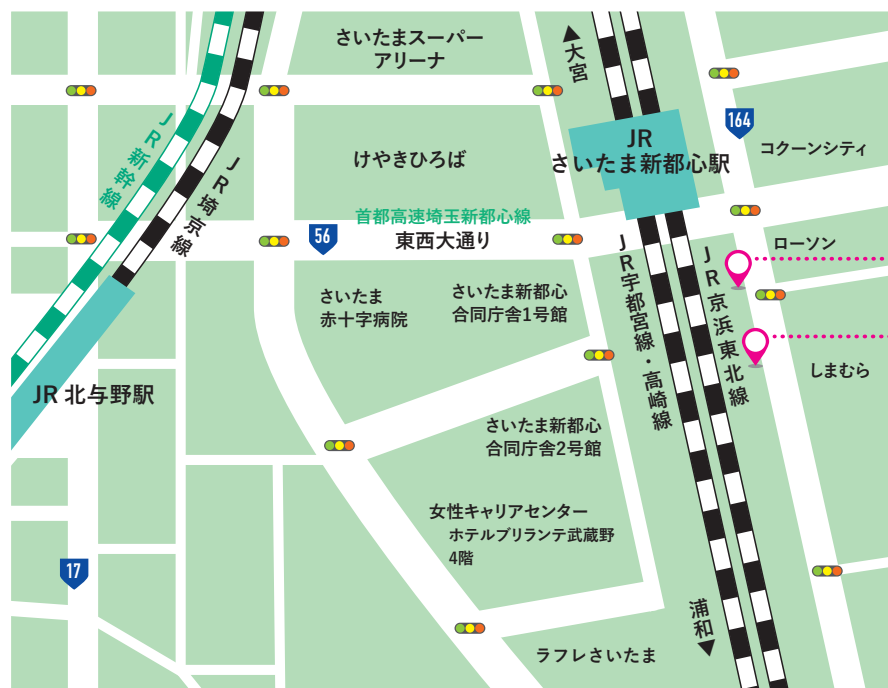 さいたまスーパー
アリーナ
▲大宮
JR新幹線
JR埼京線
けやきひろば
JR
さいたま新都心駅
164
コクーンシティ
首都高速埼玉新都心線
56
東西大通り
ローソン
さいたま
赤十字病院
さいたま新都心
合同庁舎1号館
JR宇都宮線・高崎線
JR京浜東北線
JR 北与野駅
しまむら
さいたま新都心
合同庁舎2号館
女性キャリアセンター
ホテルブリランテ武蔵野
4階
17
浦和▼
ラフレさいたま